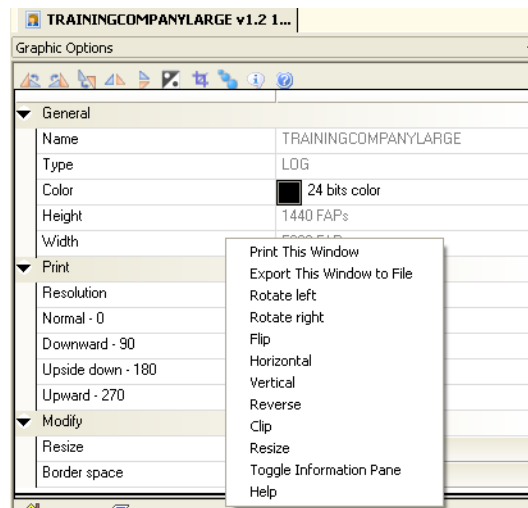 TRAININGCOMPANYLARGE v1.2 1...
Graphic Options
General
Name TRAININGCOMPANYLARGE
Type LOG
Color 24 bits color
Height 1440 FAPs
Width
Print
Resolution
Normal - 0
Downward - 90
Upside down - 180
Upward - 270
Modify
Resize
Border space
Print This Window
Export This Window to File
Rotate left
Rotate right
Flip
Horizontal
Vertical
Reverse
Clip
Resize
Toggle Information Pane
Help